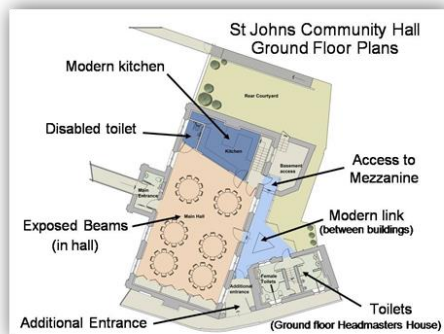 St Johns Community Hall
Ground Floor Plans
Modern kitchen
Rear Courtyard
Disabled toilet
Kitchen
Basement
access
Access to
Mezzanine
Main
Entrance
Exposed Beams
(in hall)
Main Hall
Modern link
(between buildings)
Female
Toilets
Additional
entrance
Toilets
(Ground floor Headmasters House)
Additional Entrance